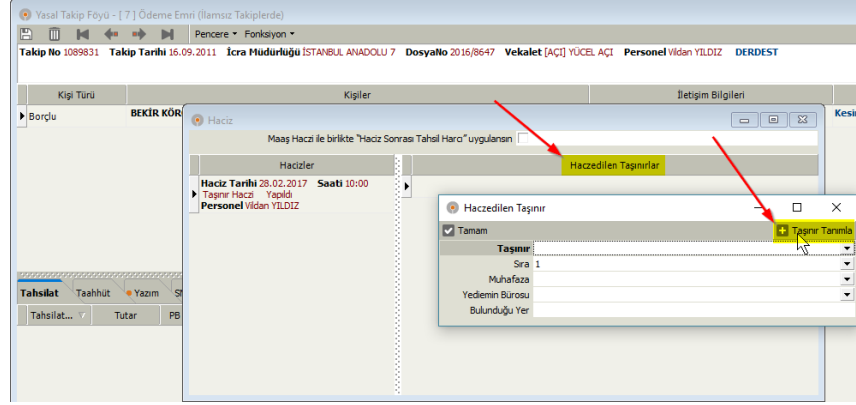 Yasal Takip Föyü - [ 7 ] Ödeme Emri (İlamsız Takiplerde)
Pencere Fonksiyon
Takip No 1089831 Takip Tarihi 16.09.2011 İcra Müdürlüğü İSTANBUL ANADOLU 7 DosyaNo 2016/8647 Vekalet [AÇI] YÜCEL AÇI Personel Vildan YILDIZ DERDEST
Kişi Türü Kişiler İletişim Bilgileri
Borçlu BEKİR KÖR Kesi
Haciz
Maaş Haczi ile birlikte "Haciz Sonrası Tahsil Harcı" uygulansın
Hacizler Haczedilen Taşınırlar
Haciz Tarihi 28.02.2017 Saati 10:00
Taşınır Haczi Yapıldı
Personel Vildan YILDIZ
Haczedilen Taşınır
Tamam Taşınır Tanımla
Taşınır
Sıra 1
Muhafaza
Yediemin Bürosu
Bulunduğu Yer
Tahsilat Taahhüt Yazım
Tahsilat... Tutar PB